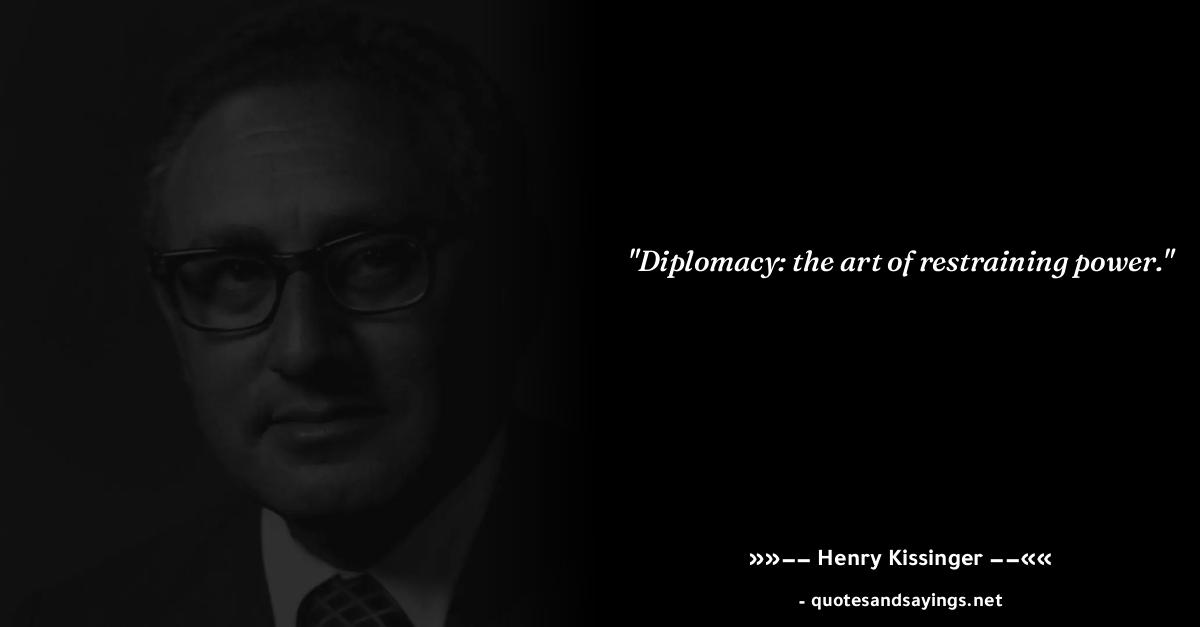 "Diplomacy: the art of restraining power."
»»−− Henry Kissinger −−««
- quotesandsayings.net